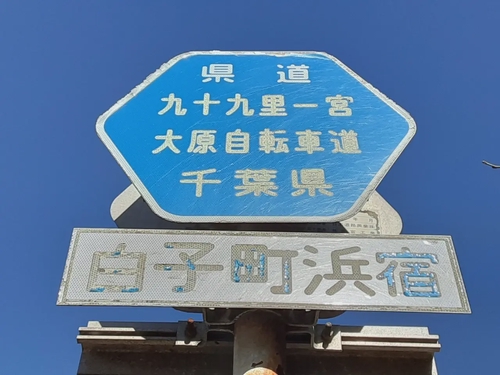 県道
九十九里一宮
大原自転車道
千葉県
白子町浜宿